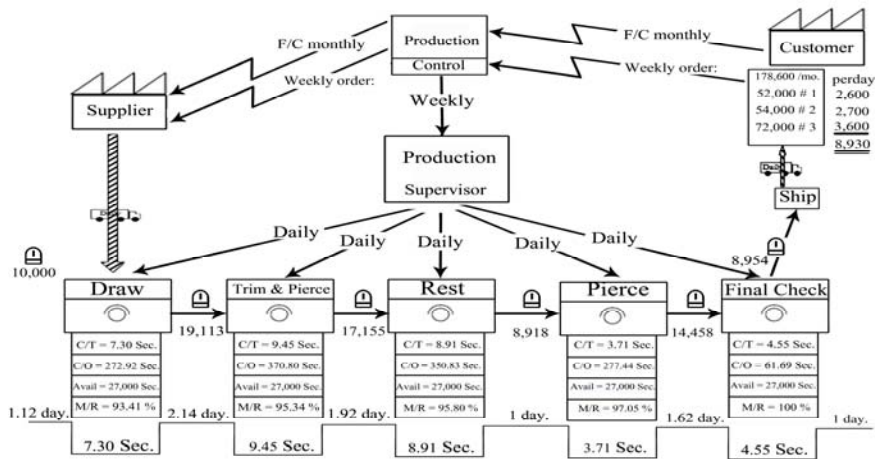 F/C monthly
Production
Control
F/C monthly
Customer
Weekly order:
Weekly order:
Supplier
Weekly
178,600 /mo.
52,000 # 1
54,000 # 2
72,000 # 3
perday
2,600
2,700
3,600
8,930
Production
Supervisor
Daily
Ship
Daily
Daily
Daily
Daily
Daily
10,000
8,954
Draw
Trim & Pierce
Rest
Pierce
Final Check
19,113
17,155
8,918
14,458
C/T = 7.30 Sec.
C/O = 272.92 Sec.
Avail = 27,000 Sec.
M/R = 93.41 %
C/T = 9.45 Sec.
C/O = 370.80 Sec.
Avail = 27,000 Sec.
M/R = 95.34 %
C/T = 8.91 Sec.
C/O = 350.83 Sec.
Avail = 27,000 Sec.
M/R = 95.80 %
C/T = 3.71 Sec.
C/O = 277.44 Sec.
Avail = 27,000 Sec.
M/R = 97.05 %
C/T = 4.55 Sec.
C/O = 61.69 Sec.
Avail = 27,000 Sec.
M/R = 100 %
1.12 day.
2.14 day.
1.92 day.
1 day.
1.62 day.
1 day.
7.30 Sec.
9.45 Sec.
8.91 Sec.
3.71 Sec.
4.55 Sec.